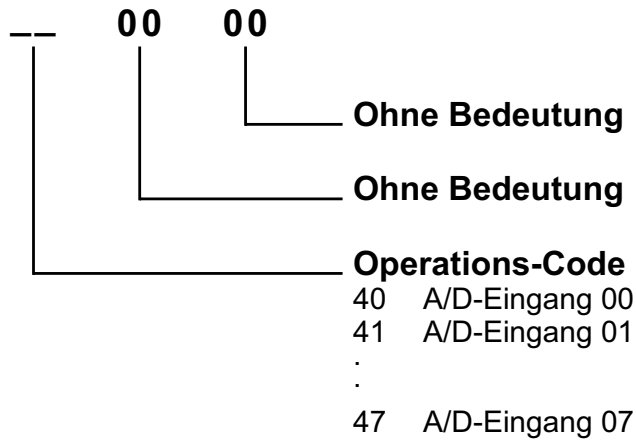 __ 00 00
Ohne Bedeutung
Ohne Bedeutung
Operations-Code
40 A/D-Eingang 00
41 A/D-Eingang 01
.
.
47 A/D-Eingang 07